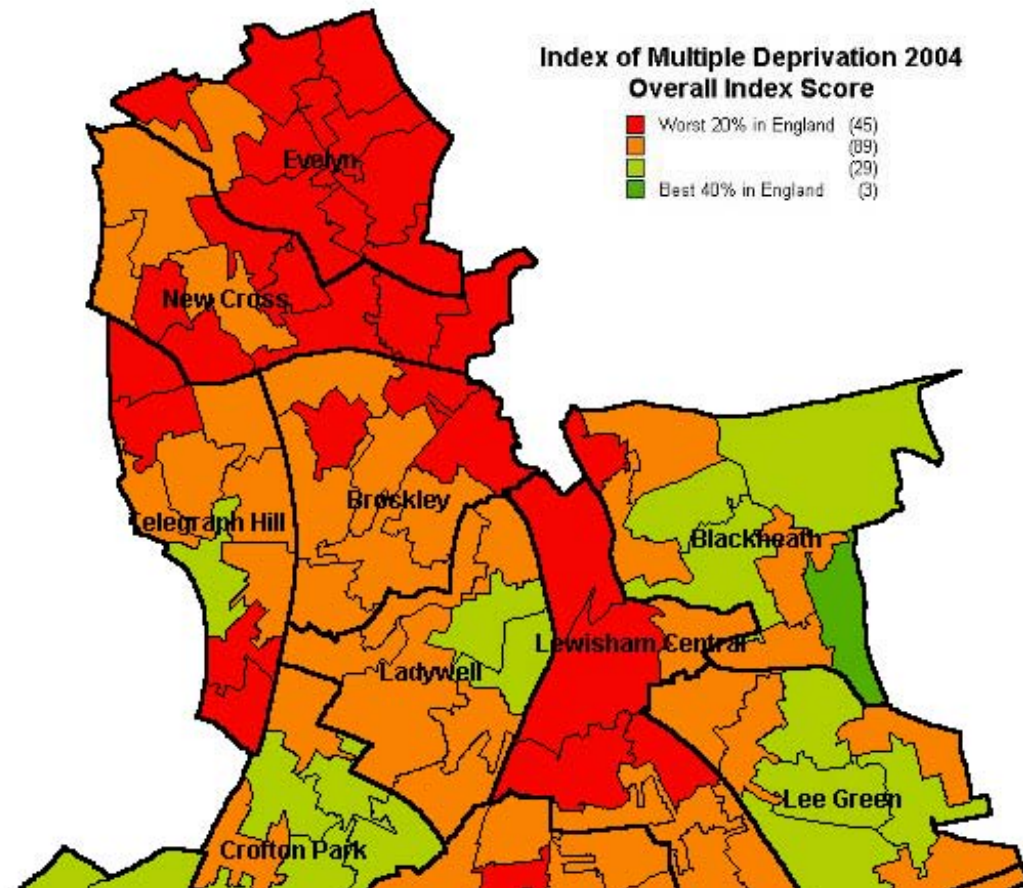 Index of Multiple Deprivation 2004
Overall Index Score
Worst 20% in England (45)
(89)
(29)
Best 40% in England (3)
Evelyn
New Cross
Brockley
Telegraph Hill
Blackheath
Lewisham Central
Ladywell
Lee Green
Crofton Park